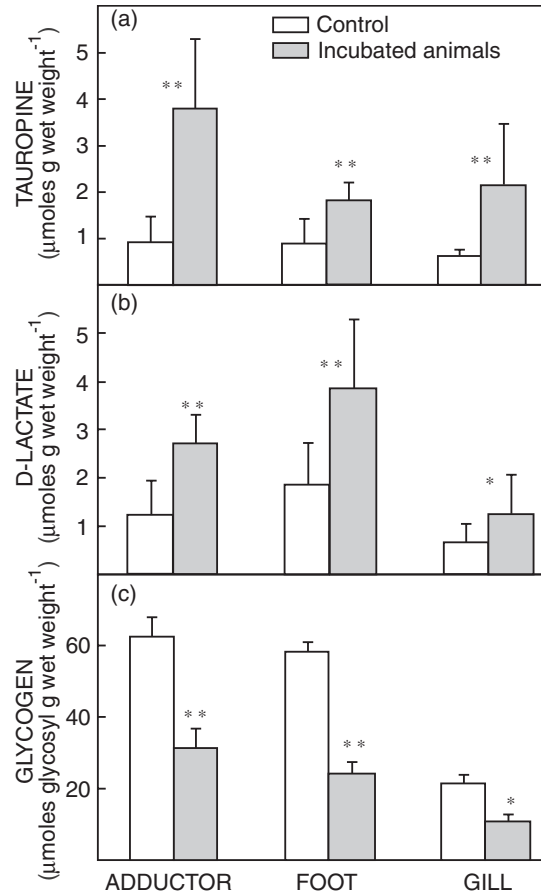 (a)
Control
Incubated animals
TAUROPINE
(μmoles g wet weight⁻¹)
5
4
3
2
1
**
**
**
(b)
D-LACTATE
(μmoles g wet weight⁻¹)
5
4
3
2
1
**
**
*
(c)
GLYCOGEN
(μmoles glycosyl g wet weight⁻¹)
60
40
20
**
**
*
ADDUCTOR FOOT GILL